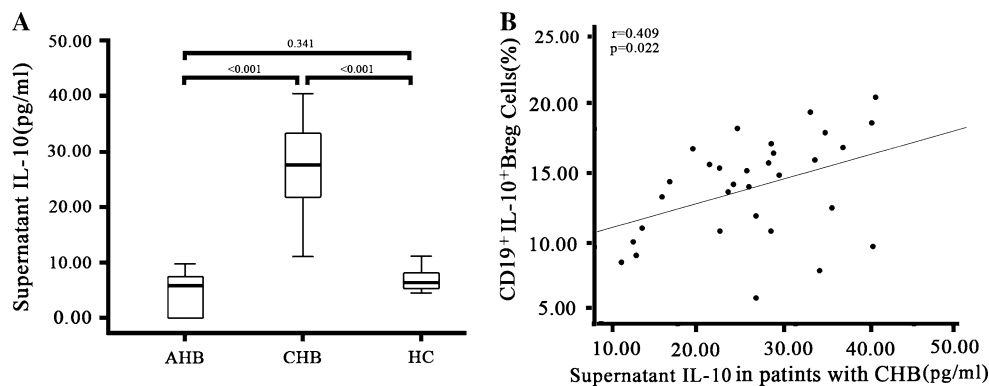 A
Supernatant IL-10(pg/ml)
50.00
40.00
30.00
20.00
10.00
0.00
0.341
<0.001
<0.001
AHB
CHB
HC
B
CD19+IL-10+Breg Cells(%)
25.00
20.00
15.00
10.00
5.00
r=0.409
p=0.022
10.00
20.00
30.00
40.00
50.00
Supernatant IL-10 in patints with CHB(pg/ml)